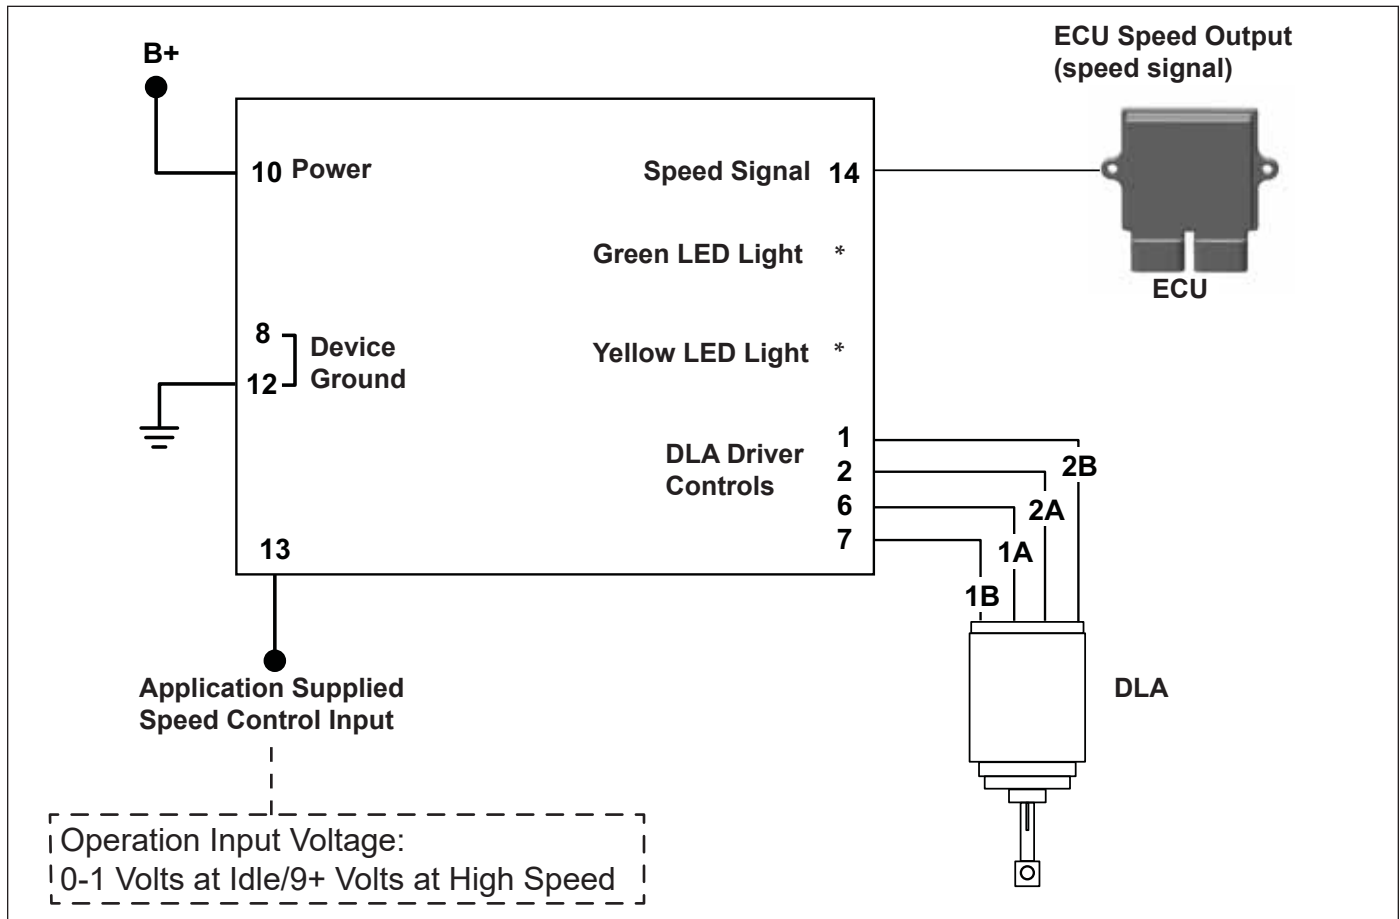 ECU Speed Output
(speed signal)
B+
10 Power
Speed Signal 14
Green LED Light *
ECU
8
Device
Ground
12
Yellow LED Light *
DLA Driver
Controls
1
2
6
7
2B
2A
1A
1B
13
DLA
Application Supplied
Speed Control Input
Operation Input Voltage:
0-1 Volts at Idle/9+ Volts at High Speed